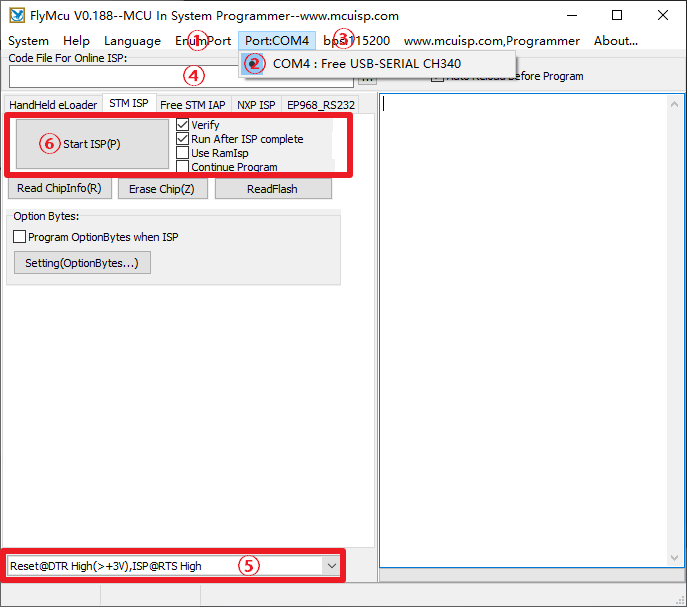 FlyMcu V0.188--MCU In System Programmer--www.mcuisp.com
System Help Language EnumPort Port:COM4 bps:115200 www.mcuisp.com,Programmer About...
① ③
Code File For Online ISP:
② COM4 : Free USB-SERIAL CH340
④ ... Auto Reload Before Program
HandHeld eLoader STM ISP Free STM IAP NXP ISP EP968_RS232
⑥ Start ISP(P)
Verify
Run After ISP complete
Use RamIsp
Continue Program
Read ChipInfo(R) Erase Chip(Z) ReadFlash
Option Bytes:
Program OptionBytes when ISP
Setting(OptionBytes...)
Reset@DTR High(>+3V),ISP@RTS High ⑤